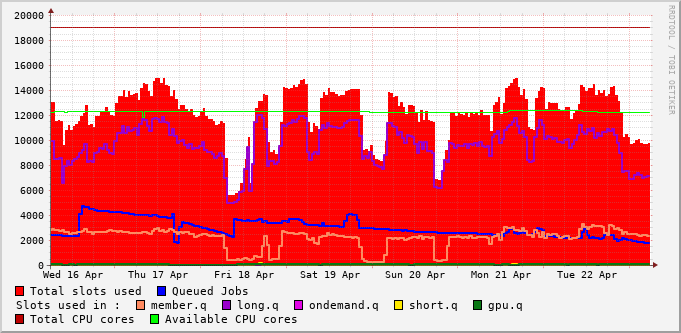 20000
18000
16000
14000
12000
10000
8000
6000
4000
2000
0
Wed 16 Apr Thu 17 Apr Fri 18 Apr Sat 19 Apr Sun 20 Apr Mon 21 Apr Tue 22 Apr
RRDTOOL / TOBI OETIKER
Total slots used Queued Jobs
Slots used in : member.q long.q ondemand.q short.q gpu.q
Total CPU cores Available CPU cores